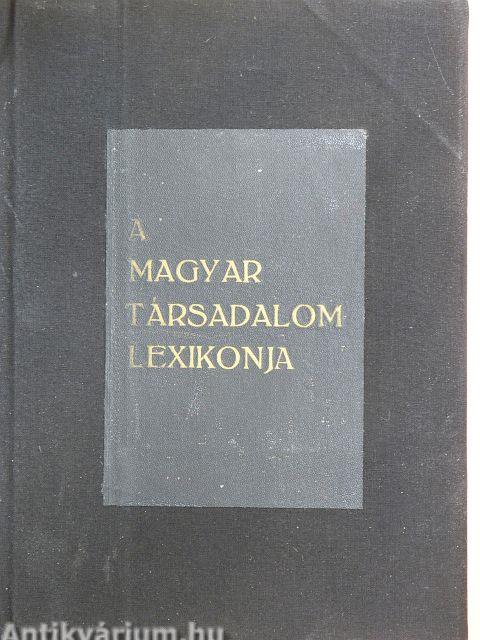 A
MAGYAR
TÁRSADALOM
LEXIKONJA
Antikvárium.hu